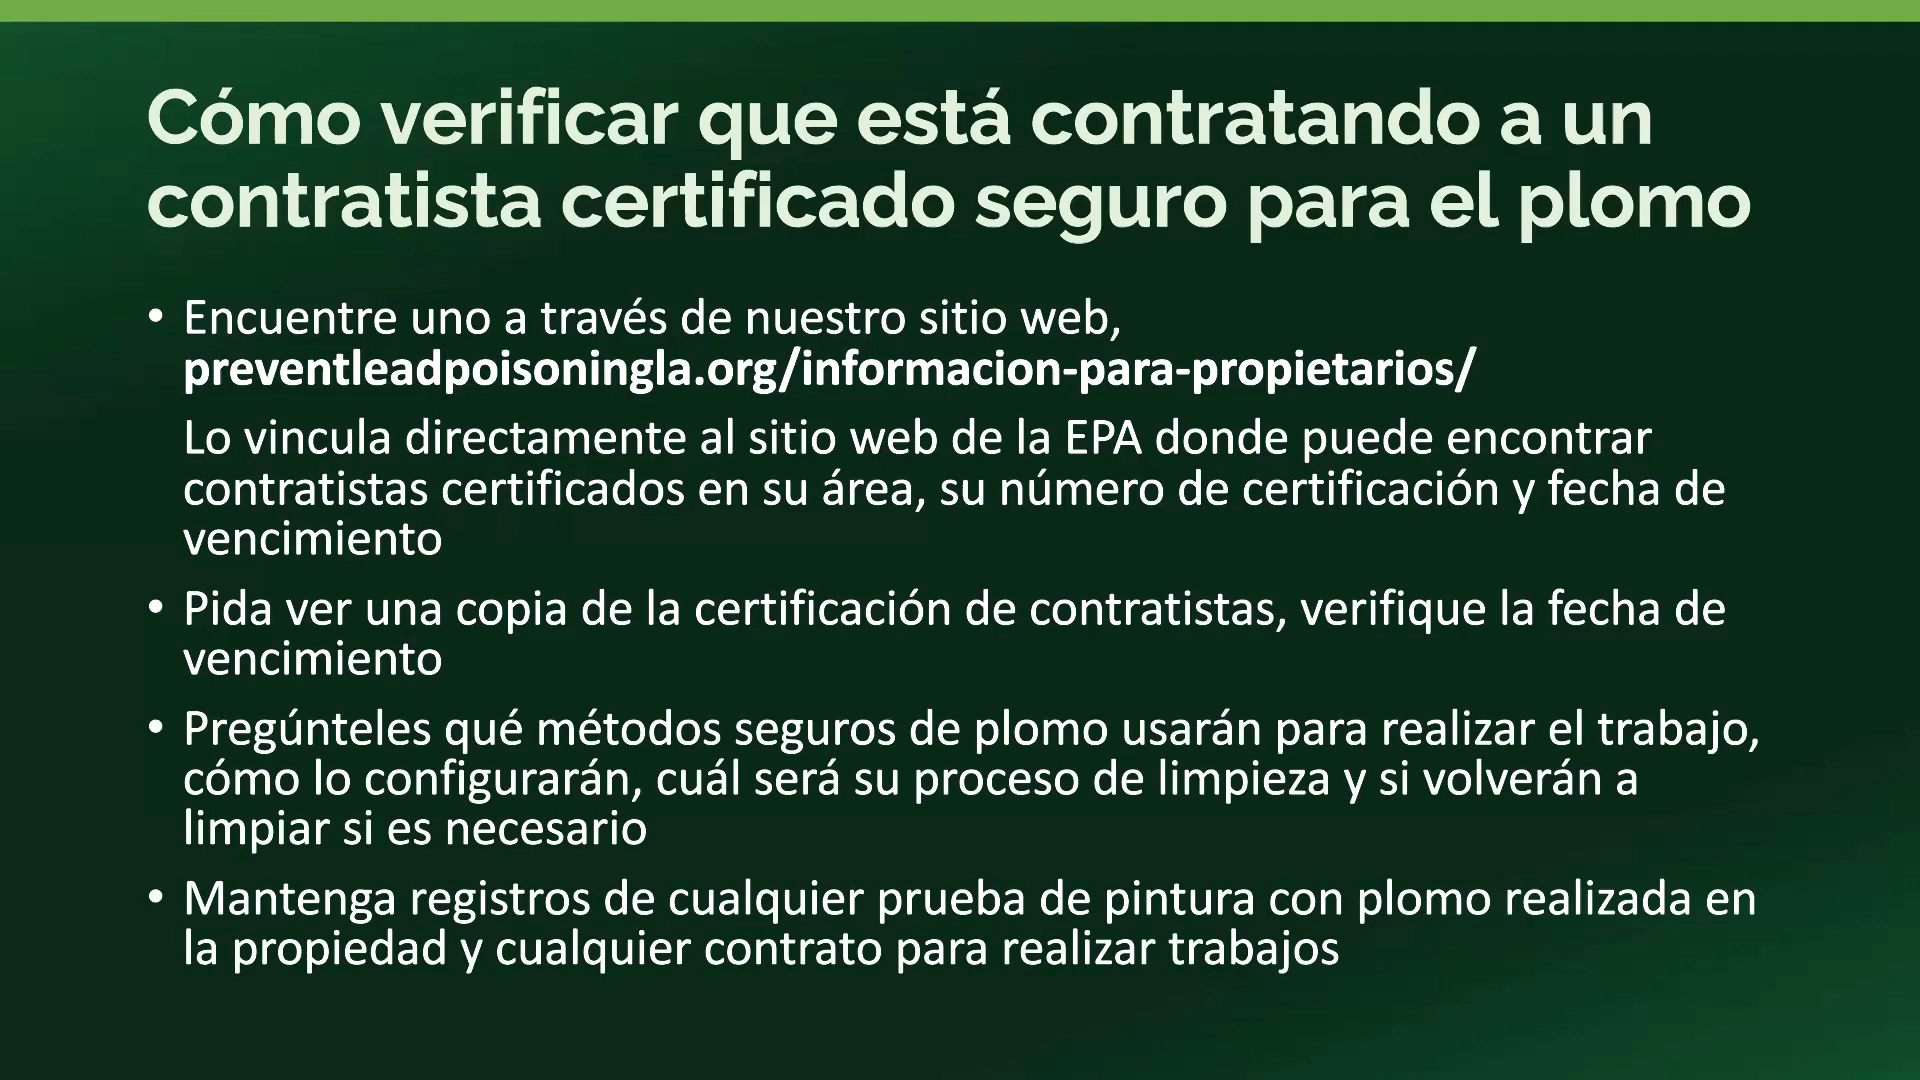 Cómo verificar que está contratando a un
contratista certificado seguro para el plomo
• Encuentre uno a través de nuestro sitio web,
preventleadpoisoningla.org/informacion-para-propietarios/
Lo vincula directamente al sitio web de la EPA donde puede encontrar
contratistas certificados en su área, su número de certificación y fecha de
vencimiento
• Pida ver una copia de la certificación de contratistas, verifique la fecha de
vencimiento
• Pregúnteles qué métodos seguros de plomo usarán para realizar el trabajo,
cómo lo configurarán, cuál será su proceso de limpieza y si volverán a
limpiar si es necesario
• Mantenga registros de cualquier prueba de pintura con plomo realizada en
la propiedad y cualquier contrato para realizar trabajos